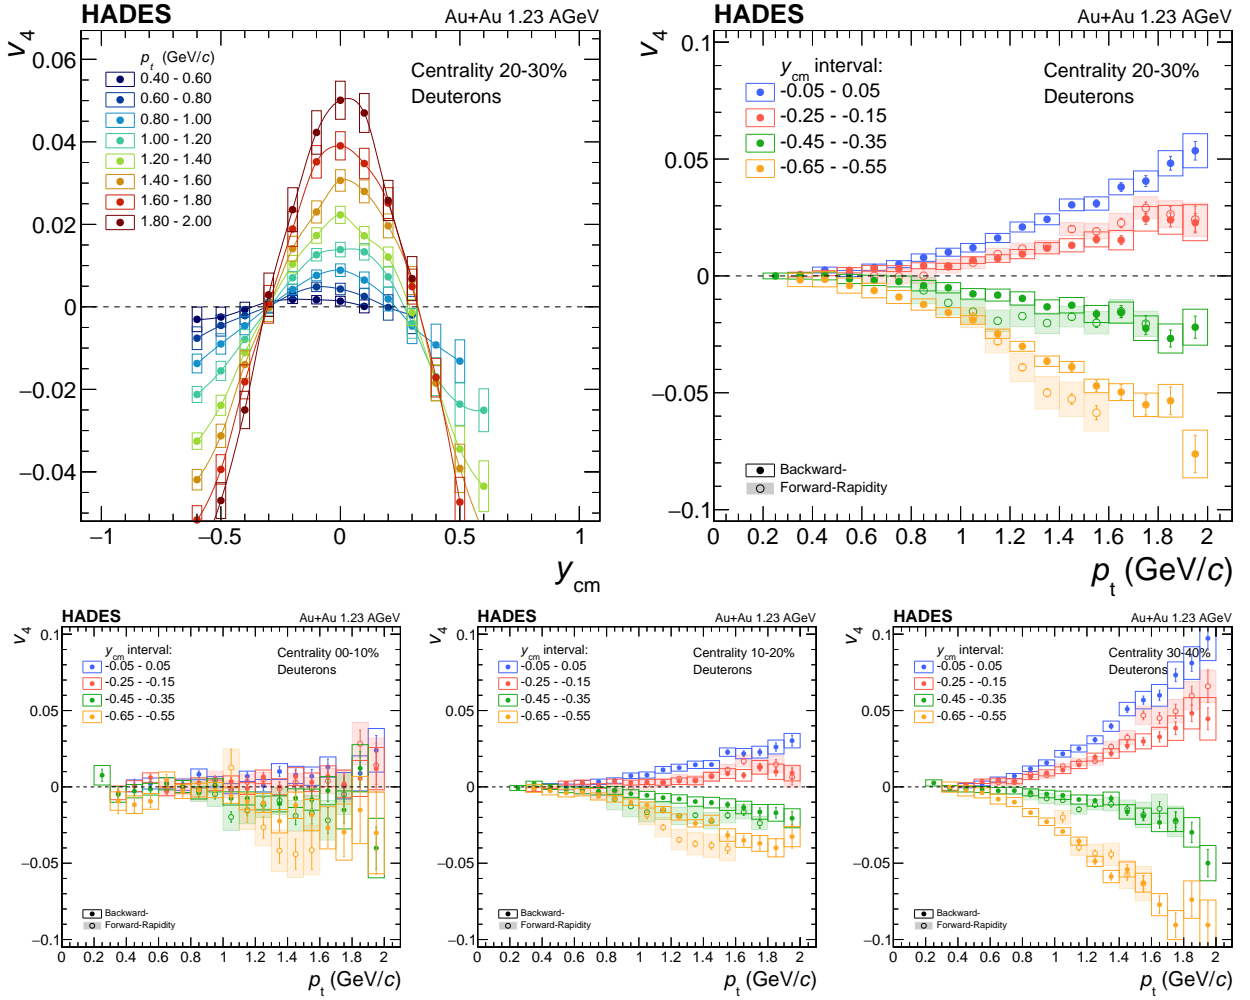 HADES
Au+Au 1.23 AGeV
v4
0.06
0.04
0.02
0
−0.02
−0.04
pt (GeV/c)
0.40 - 0.60
0.60 - 0.80
0.80 - 1.00
1.00 - 1.20
1.20 - 1.40
1.40 - 1.60
1.60 - 1.80
1.80 - 2.00
Centrality 20-30%
Deuterons
−1 −0.5 0 0.5 1
ycm
HADES
Au+Au 1.23 AGeV
v4
0.1
0.05
0
−0.05
−0.1
ycm interval:
-0.05 - 0.05
-0.25 - -0.15
-0.45 - -0.35
-0.65 - -0.55
Centrality 20-30%
Deuterons
Backward-
Forward-Rapidity
0 0.2 0.4 0.6 0.8 1 1.2 1.4 1.6 1.8 2
pt (GeV/c)
HADES
Au+Au 1.23 AGeV
v4
0.1
0.05
0
−0.05
−0.1
ycm interval:
-0.05 - 0.05
-0.25 - -0.15
-0.45 - -0.35
-0.65 - -0.55
Centrality 00-10%
Deuterons
Backward-
Forward-Rapidity
0 0.2 0.4 0.6 0.8 1 1.2 1.4 1.6 1.8 2
pt (GeV/c)
HADES
Au+Au 1.23 AGeV
v4
0.1
0.05
0
−0.05
−0.1
ycm interval:
-0.05 - 0.05
-0.25 - -0.15
-0.45 - -0.35
-0.65 - -0.55
Centrality 10-20%
Deuterons
Backward-
Forward-Rapidity
0 0.2 0.4 0.6 0.8 1 1.2 1.4 1.6 1.8 2
pt (GeV/c)
HADES
Au+Au 1.23 AGeV
v4
0.1
0.05
0
−0.05
−0.1
ycm interval:
-0.05 - 0.05
-0.25 - -0.15
-0.45 - -0.35
-0.65 - -0.55
Centrality 30-40%
Deuterons
Backward-
Forward-Rapidity
0 0.2 0.4 0.6 0.8 1 1.2 1.4 1.6 1.8 2
pt (GeV/c)